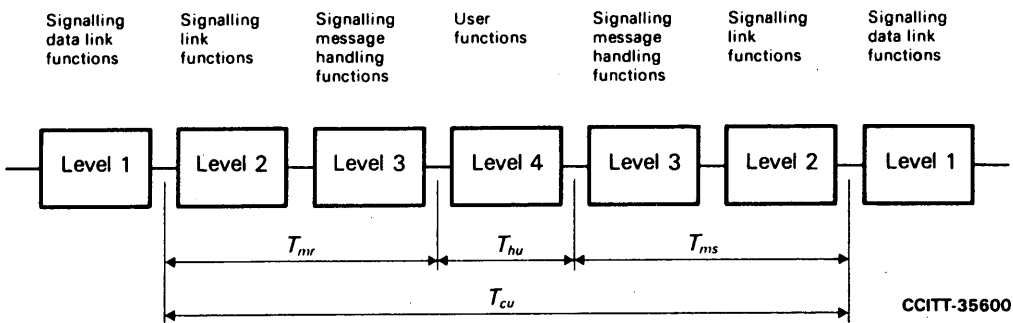 Signalling
data link
functions
Signalling
link
functions
Signalling
message
handling
functions
User
functions
Signalling
message
handling
functions
Signalling
link
functions
Signalling
data link
functions
Level 1
Level 2
Level 3
Level 4
Level 3
Level 2
Level 1
Tmr
Thu
Tms
Tcu
CCITT-35600